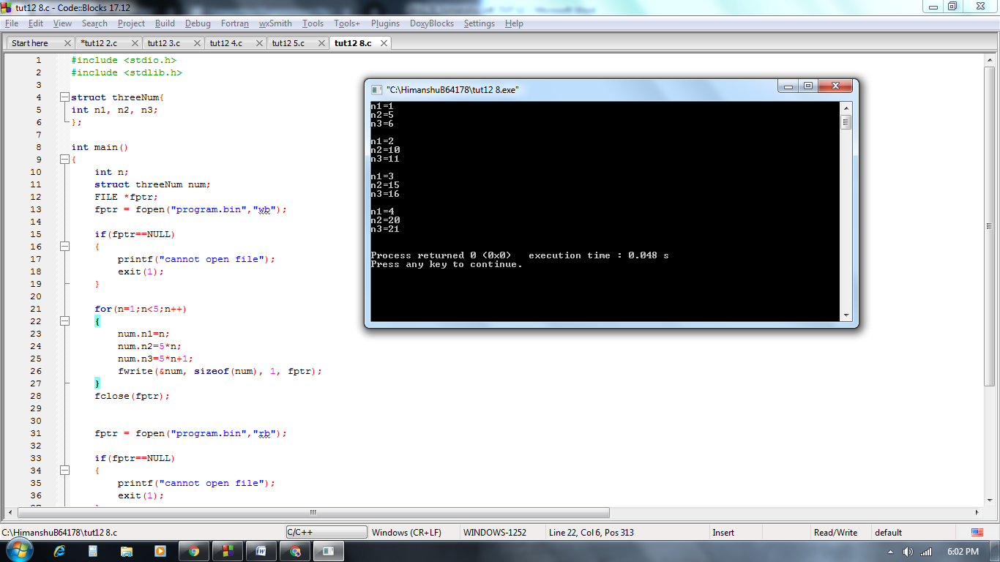 tut12 8.c - Code::Blocks 17.12
File Edit View Search Project Build Debug Fortran wxSmith Tools Tools+ Plugins DoxyBlocks Settings Help
Start here *tut12 2.c tut12 3.c tut12 4.c tut12 5.c tut12 8.c
1 #include <stdio.h>
2 #include <stdlib.h>
3
4 struct threeNum{
5 int n1, n2, n3;
6 };
7
8 int main()
9 {
10 int n;
11 struct threeNum num;
12 FILE *fptr;
13 fptr = fopen("program.bin","wb");
14
15 if(fptr==NULL)
16 {
17 printf("cannot open file");
18 exit(1);
19 }
20
21 for(n=1;n<5;n++)
22 {
23 num.n1=n;
24 num.n2=5*n;
25 num.n3=5*n+1;
26 fwrite(&num, sizeof(num), 1, fptr);
27 }
28 fclose(fptr);
29
30
31 fptr = fopen("program.bin","rb");
32
33 if(fptr==NULL)
34 {
35 printf("cannot open file");
36 exit(1);
"C:\HimanshuB64178\tut12 8.exe"
n1=1
n2=5
n3=6
n1=2
n2=10
n3=11
n1=3
n2=15
n3=16
n1=4
n2=20
n3=21
Process returned 0 (0x0) execution time : 0.048 s
Press any key to continue.
C:\HimanshuB64178\tut12 8.c C/C++ Windows (CR+LF) WINDOWS-1252 Line 22, Col 6, Pos 313 Insert Read/Write default
6:02 PM